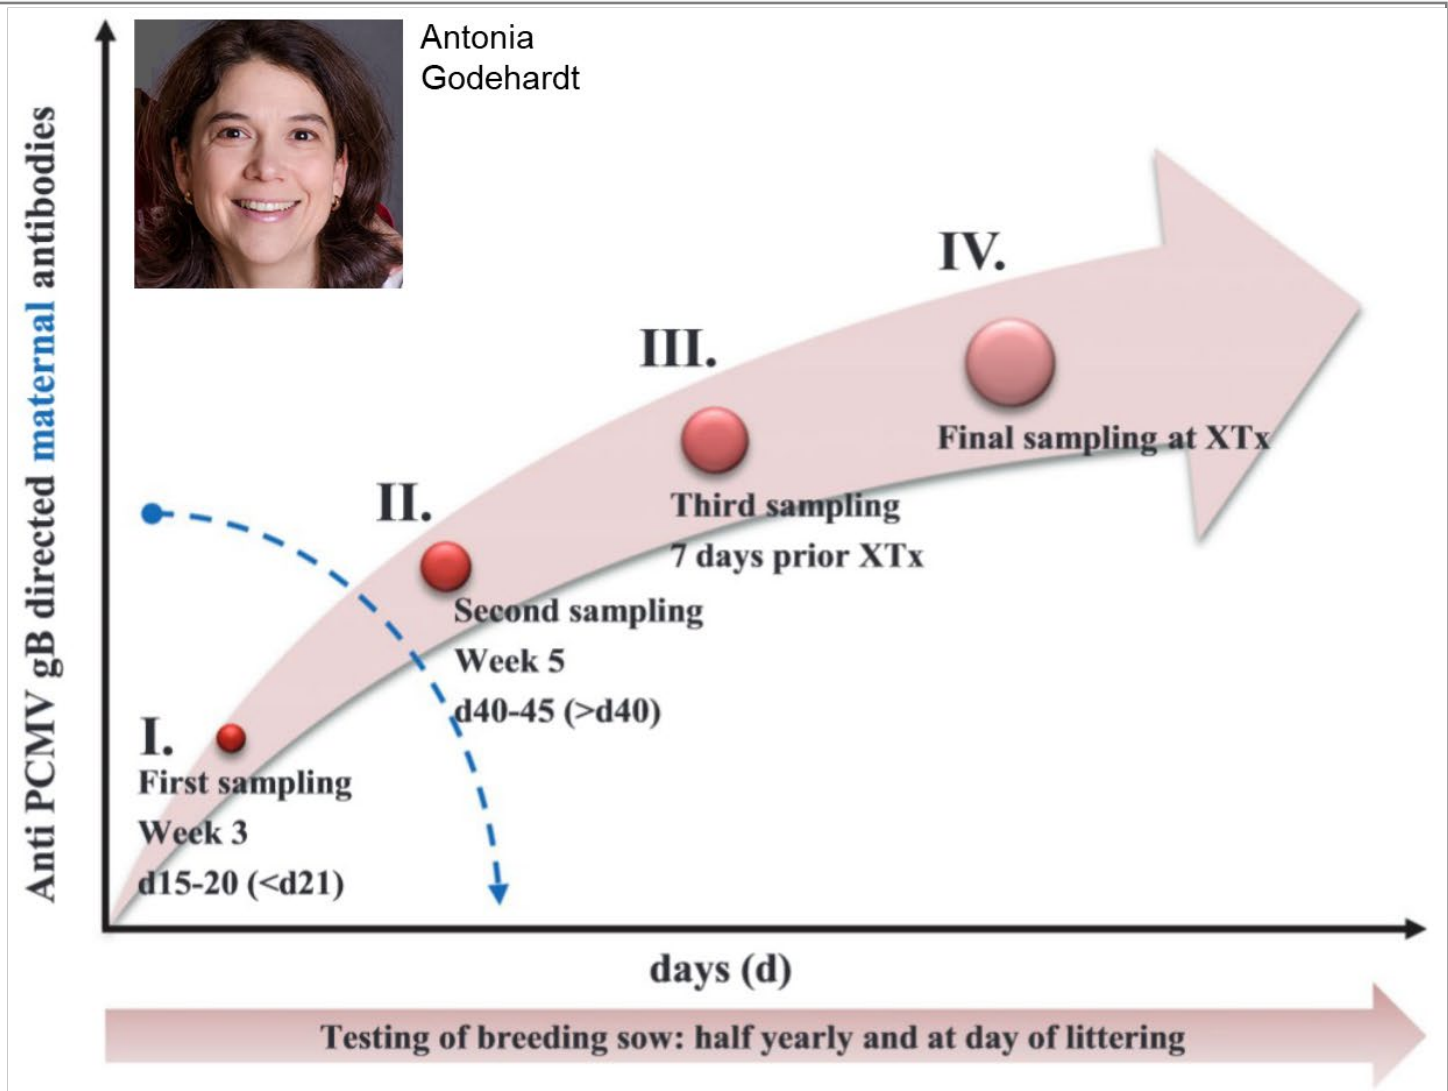 Antonia
Godehardt
Anti PCMV gB directed maternal antibodies
IV.
Final sampling at XTx
III.
Third sampling
7 days prior XTx
II.
Second sampling
Week 5
d40-45 (>d40)
I.
First sampling
Week 3
d15-20 (<d21)
days (d)
Testing of breeding sow: half yearly and at day of littering